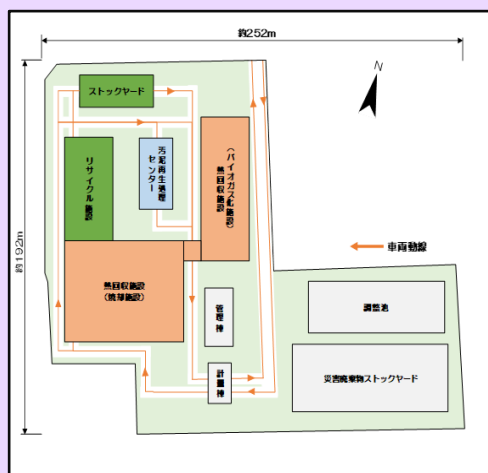 約252m
約192m
N
ストックヤード
リサイクル施設
汚泥再生処理
センター
熱回収施設
(バイオガス化施設)
熱回収施設
(焼却施設)
管理棟
計量棟
車両動線
調整池
災害廃棄物ストックヤード